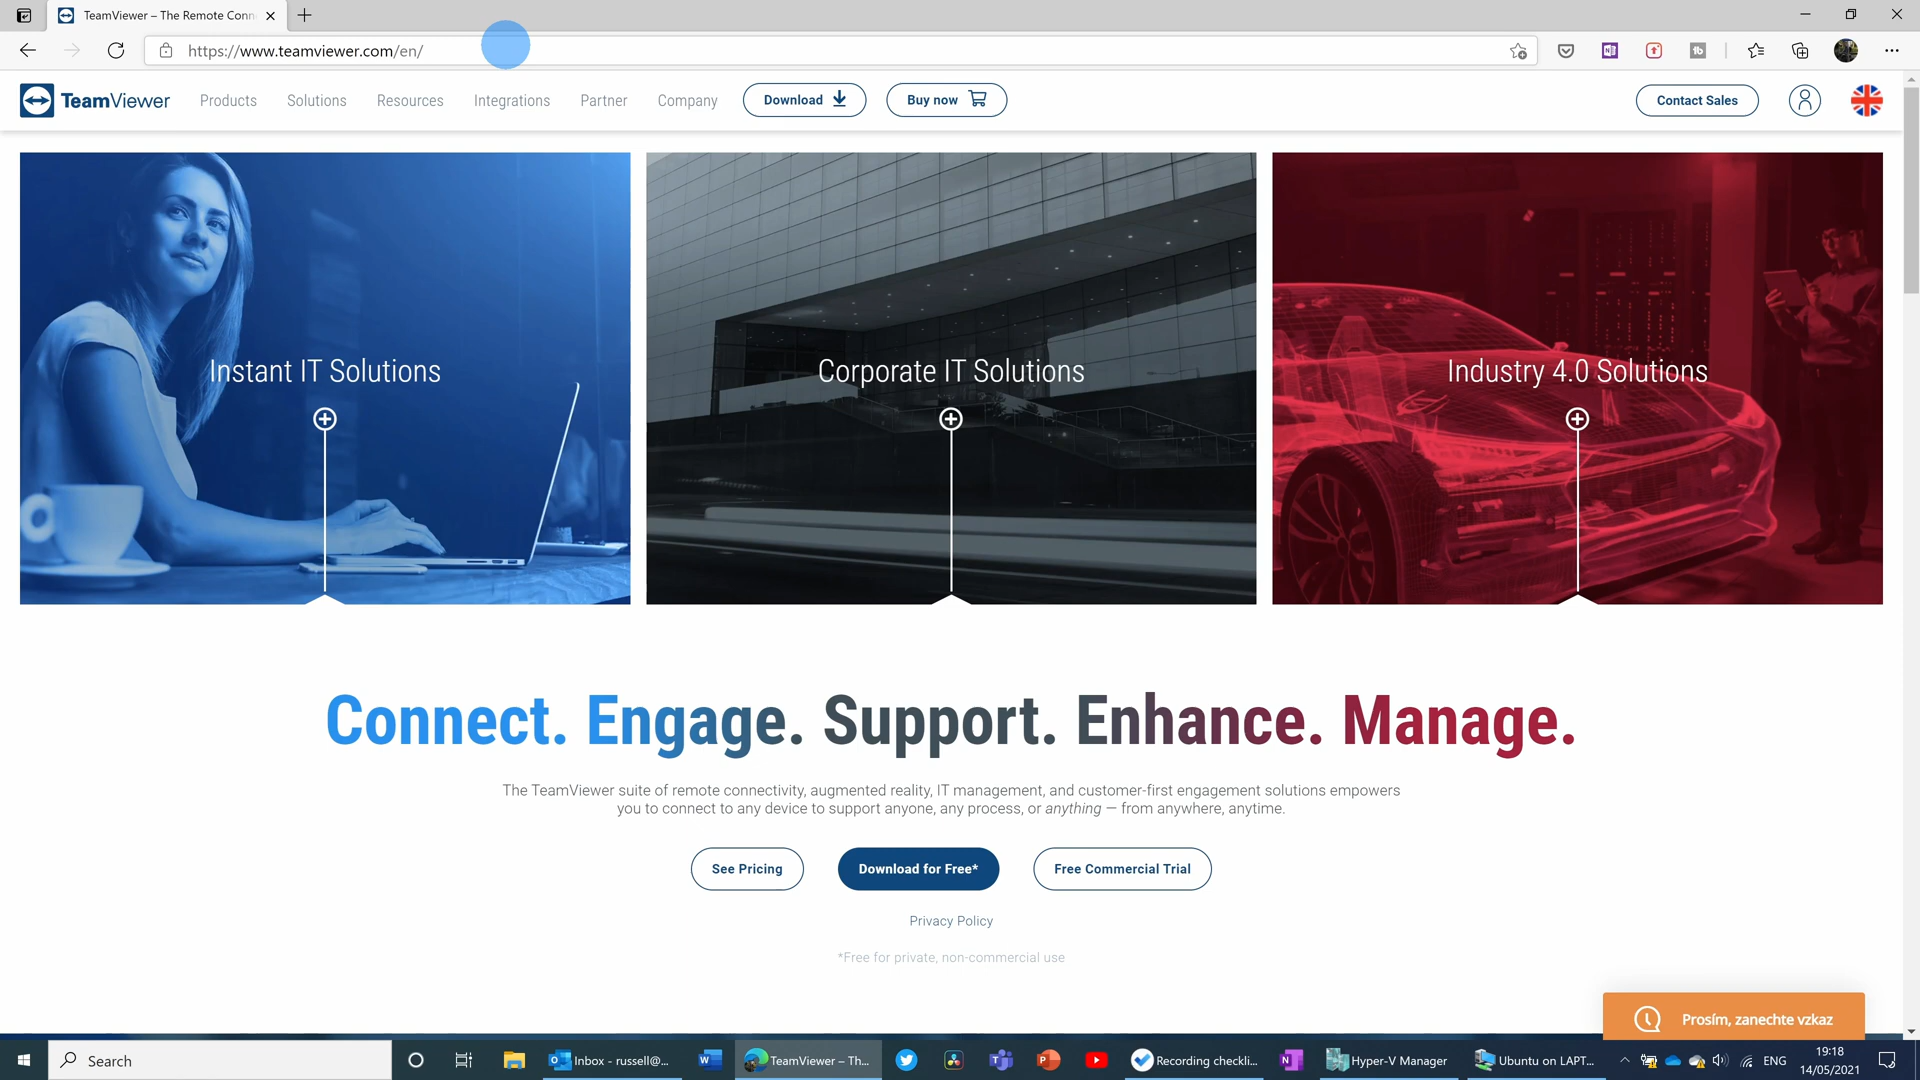 TeamViewer – The Remote Conn
https://www.teamviewer.com/en/
TeamViewer
Products
Solutions
Resources
Integrations
Partner
Company
Download
Buy now
Contact Sales
Instant IT Solutions
Corporate IT Solutions
Industry 4.0 Solutions
Connect. Engage. Support. Enhance. Manage.
The TeamViewer suite of remote connectivity, augmented reality, IT management, and customer-first engagement solutions empowers
you to connect to any device to support anyone, any process, or anything — from anywhere, anytime.
See Pricing
Download for Free*
Free Commercial Trial
Privacy Policy
*Free for private, non-commercial use
Prosím, zanechte vzkaz
Search
Inbox - russell@...
TeamViewer – Th...
Recording checkli...
Hyper-V Manager
Ubuntu on LAPT...
ENG
19:18
14/05/2021